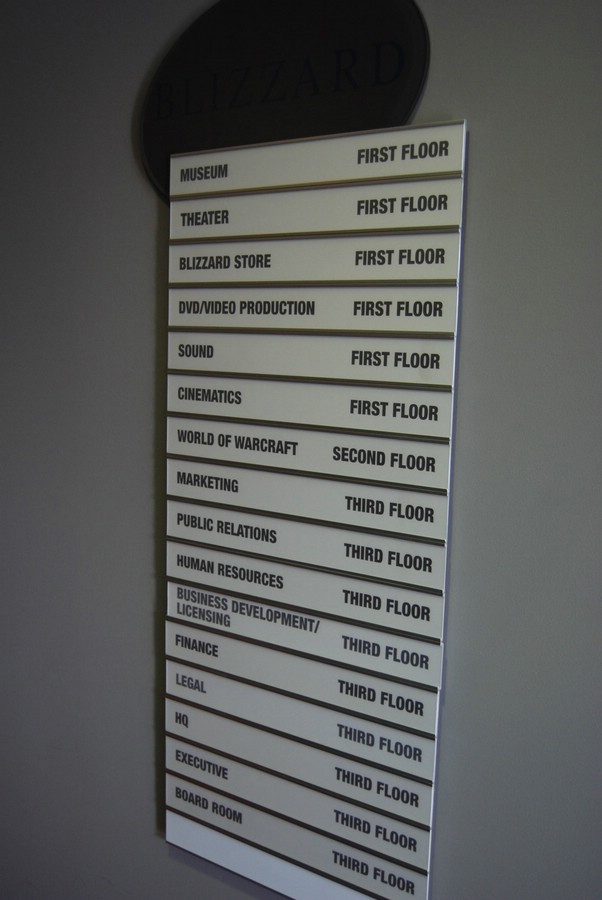 BLIZZARD
MUSEUM FIRST FLOOR
THEATER FIRST FLOOR
BLIZZARD STORE FIRST FLOOR
DVD/VIDEO PRODUCTION FIRST FLOOR
SOUND FIRST FLOOR
CINEMATICS FIRST FLOOR
WORLD OF WARCRAFT SECOND FLOOR
MARKETING THIRD FLOOR
PUBLIC RELATIONS THIRD FLOOR
HUMAN RESOURCES THIRD FLOOR
BUSINESS DEVELOPMENT/
LICENSING THIRD FLOOR
FINANCE THIRD FLOOR
LEGAL THIRD FLOOR
HQ THIRD FLOOR
EXECUTIVE THIRD FLOOR
BOARD ROOM THIRD FLOOR